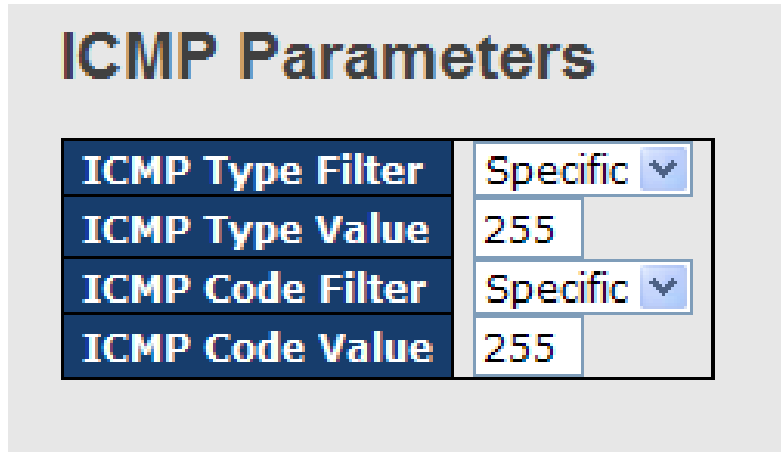 ICMP Parameters
ICMP Type Filter Specific
ICMP Type Value 255
ICMP Code Filter Specific
ICMP Code Value 255